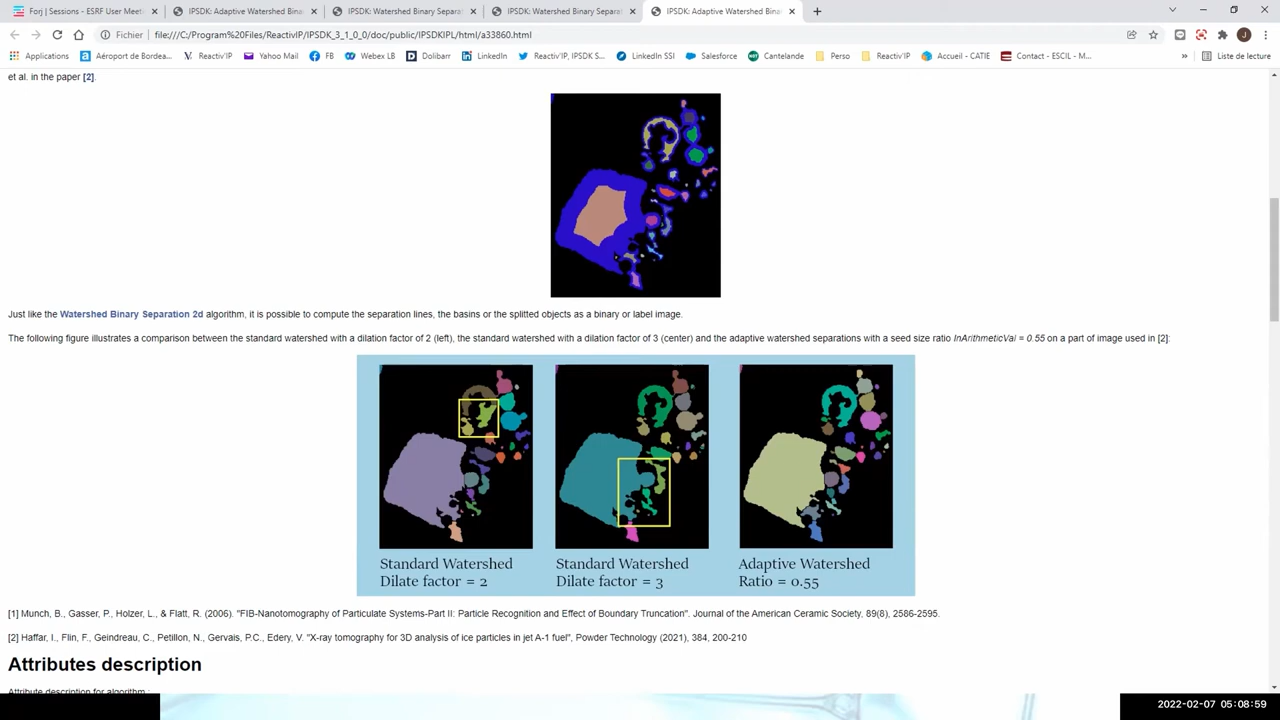 Forj | Sessions - ESRF User Meeti
IPSDK: Adaptive Watershed Binar
IPSDK: Watershed Binary Separat
IPSDK: Watershed Binary Separat
IPSDK: Adaptive Watershed Binar
Fichier
file:///C:/Program%20Files/ReactivIP/IPSDK_3_1_0_0/doc/public/IPSDKIPL/html/a33860.html
Applications
Aéroport de Bordea...
Reactiv'IP
Yahoo Mail
FB
Webex LB
Dolibarr
LinkedIn
Reactiv'IP, IPSDK S...
LinkedIn SSI
Salesforce
Cantelande
Perso
Reactiv'IP
Accueil - CATIE
Contact - ESCIL - M...
»
Liste de lecture
et al. in the paper [2].
Just like the Watershed Binary Separation 2d algorithm, it is possible to compute the separation lines, the basins or the splitted objects as a binary or label image.
The following figure illustrates a comparison between the standard watershed with a dilation factor of 2 (left), the standard watershed with a dilation factor of 3 (center) and the adaptive watershed separations with a seed size ratio InArithmeticVal = 0.55 on a part of image used in [2]:
Standard Watershed
Dilate factor = 2
Standard Watershed
Dilate factor = 3
Adaptive Watershed
Ratio = 0.55
[1] Munch, B., Gasser, P., Holzer, L., & Flatt, R. (2006). "FIB-Nanotomography of Particulate Systems-Part II: Particle Recognition and Effect of Boundary Truncation". Journal of the American Ceramic Society, 89(8), 2586-2595.
[2] Haffar, I., Flin, F., Geindreau, C., Petillon, N., Gervais, P.C., Edery, V. "X-ray tomography for 3D analysis of ice particles in jet A-1 fuel", Powder Technology (2021), 384, 200-210
Attributes description
Attribute description for algorithm :
2022-02-07 05:08:59